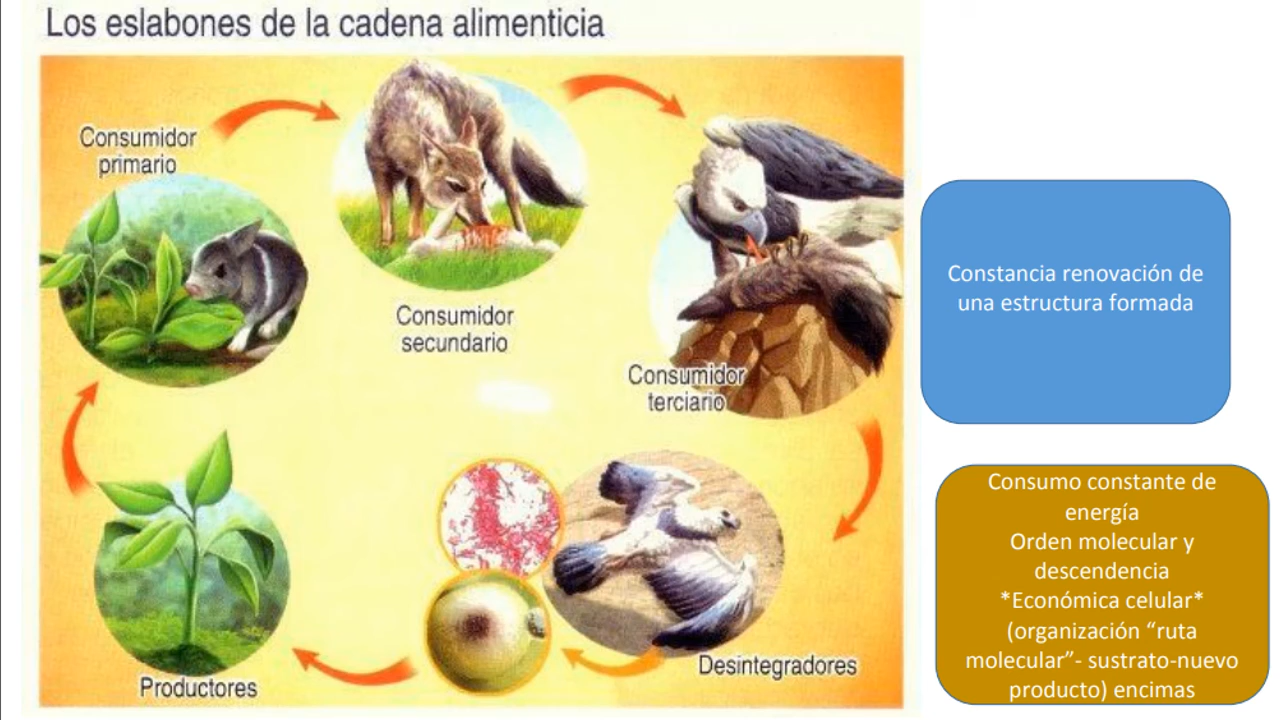 Los eslabones de la cadena alimenticia
Consumidor
primario
Consumidor
secundario
Consumidor
terciario
Desintegradores
Productores
Constancia renovación de
una estructura formada
Consumo constante de
energía
Orden molecular y
descendencia
*Económica celular*
(organización “ruta
molecular”- sustrato-nuevo
producto) encimas